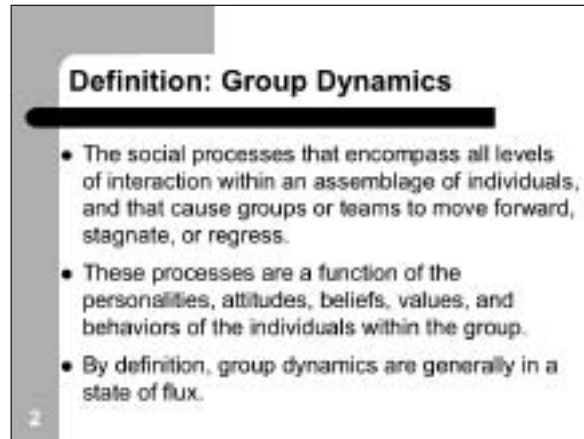 Definition: Group Dynamics
• The social processes that encompass all levels
of interaction within an assemblage of individuals,
and that cause groups or teams to move forward,
stagnate, or regress.
• These processes are a function of the
personalities, attitudes, beliefs, values, and
behaviors of the individuals within the group.
• By definition, group dynamics are generally in a
state of flux.
2